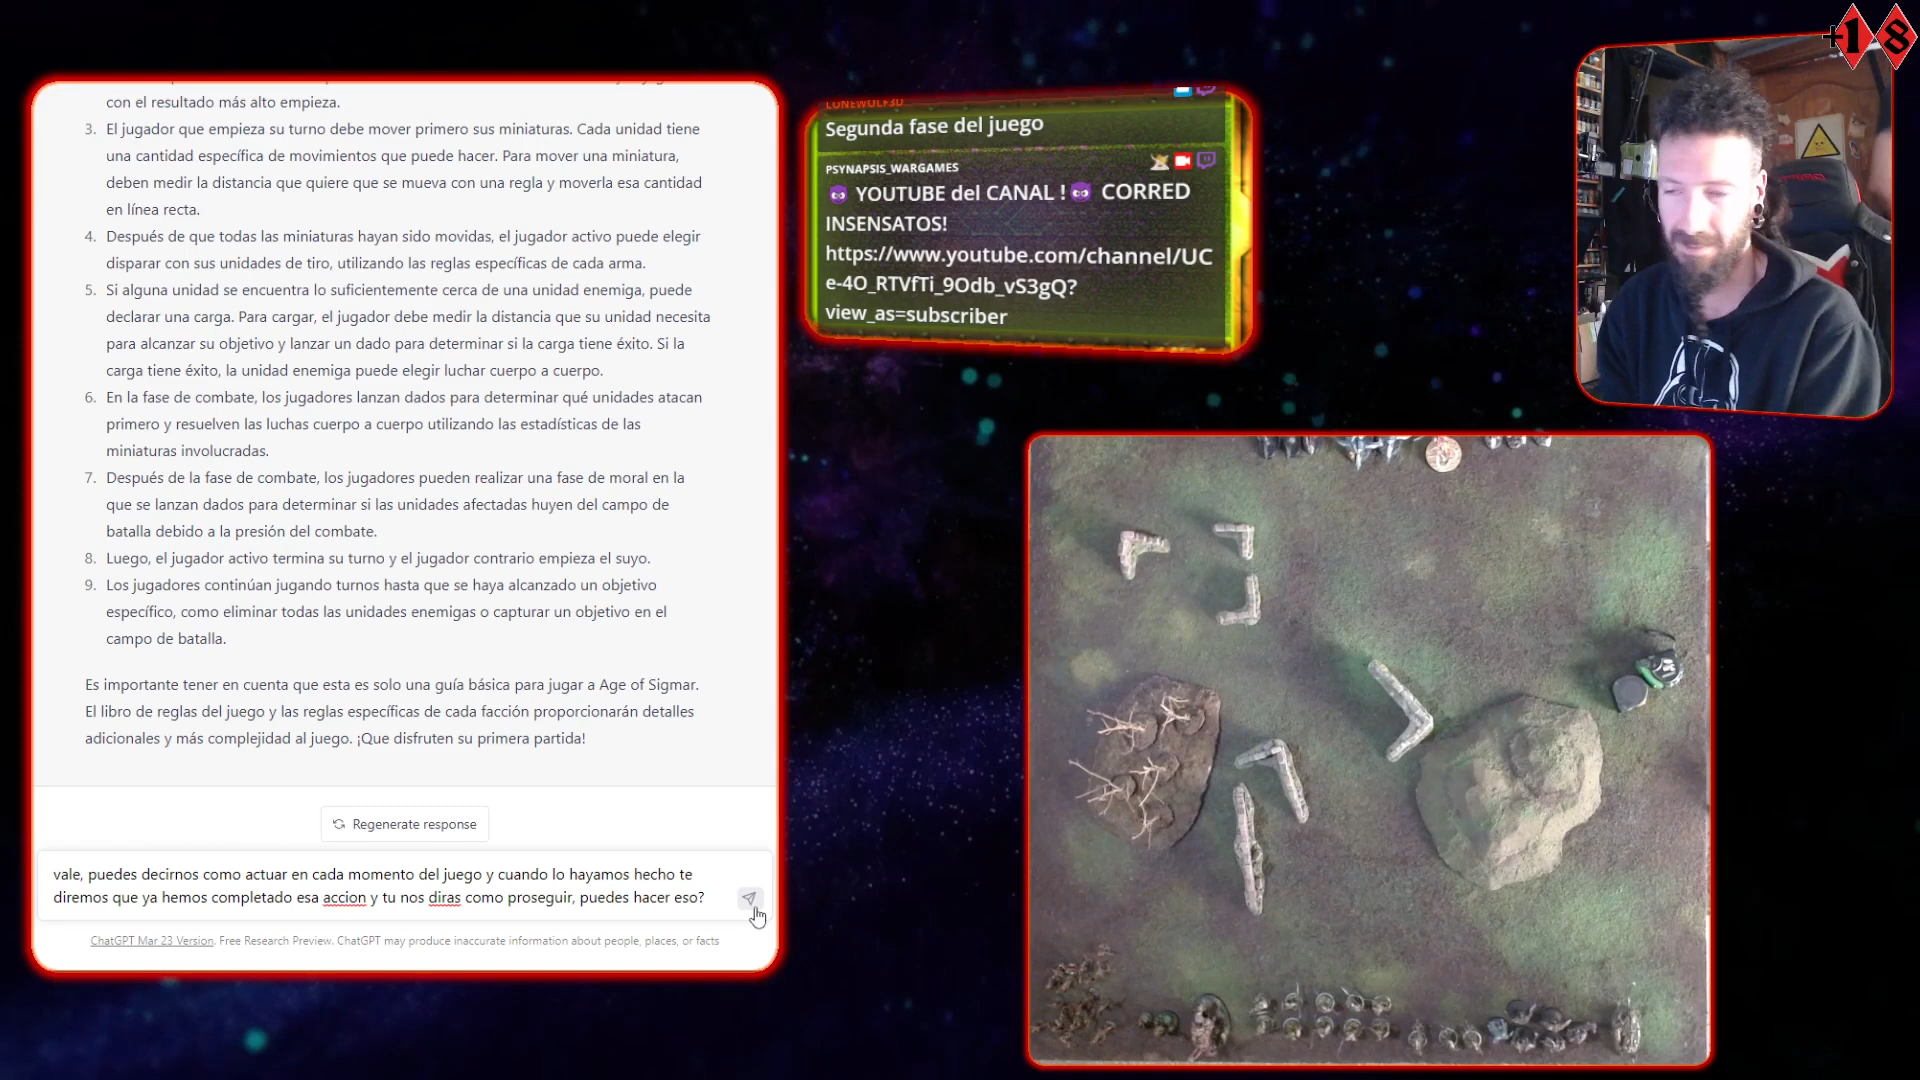 +18
con el resultado más alto empieza.
3. El jugador que empieza su turno debe mover primero sus miniaturas. Cada unidad tiene
una cantidad específica de movimientos que puede hacer. Para mover una miniatura,
deben medir la distancia que quiere que se mueva con una regla y moverla esa cantidad
en línea recta.
4. Después de que todas las miniaturas hayan sido movidas, el jugador activo puede elegir
disparar con sus unidades de tiro, utilizando las reglas específicas de cada arma.
5. Si alguna unidad se encuentra lo suficientemente cerca de una unidad enemiga, puede
declarar una carga. Para cargar, el jugador debe medir la distancia que su unidad necesita
para alcanzar su objetivo y lanzar un dado para determinar si la carga tiene éxito. Si la
carga tiene éxito, la unidad enemiga puede elegir luchar cuerpo a cuerpo.
6. En la fase de combate, los jugadores lanzan dados para determinar qué unidades atacan
primero y resuelven las luchas cuerpo a cuerpo utilizando las estadísticas de las
miniaturas involucradas.
7. Después de la fase de combate, los jugadores pueden realizar una fase de moral en la
que se lanzan dados para determinar si las unidades afectadas huyen del campo de
batalla debido a la presión del combate.
8. Luego, el jugador activo termina su turno y el jugador contrario empieza el suyo.
9. Los jugadores continúan jugando turnos hasta que se haya alcanzado un objetivo
específico, como eliminar todas las unidades enemigas o capturar un objetivo en el
campo de batalla.
Es importante tener en cuenta que esta es solo una guía básica para jugar a Age of Sigmar.
El libro de reglas del juego y las reglas específicas de cada facción proporcionarán detalles
adicionales y más complejidad al juego. ¡Que disfruten su primera partida!
Regenerate response
vale, puedes decirnos como actuar en cada momento del juego y cuando lo hayamos hecho te
diremos que ya hemos completado esa accion y tu nos diras como proseguir, puedes hacer eso?
ChatGPT Mar 23 Version. Free Research Preview. ChatGPT may produce inaccurate information about people, places, or facts
LONEWOLF3D
Segunda fase del juego
PSYNAPSIS_WARGAMES
YOUTUBE del CANAL ! CORRED
INSENSATOS!
https://www.youtube.com/channel/UC
e-4O_RTVfTi_9Odb_vS3gQ?
view_as=subscriber